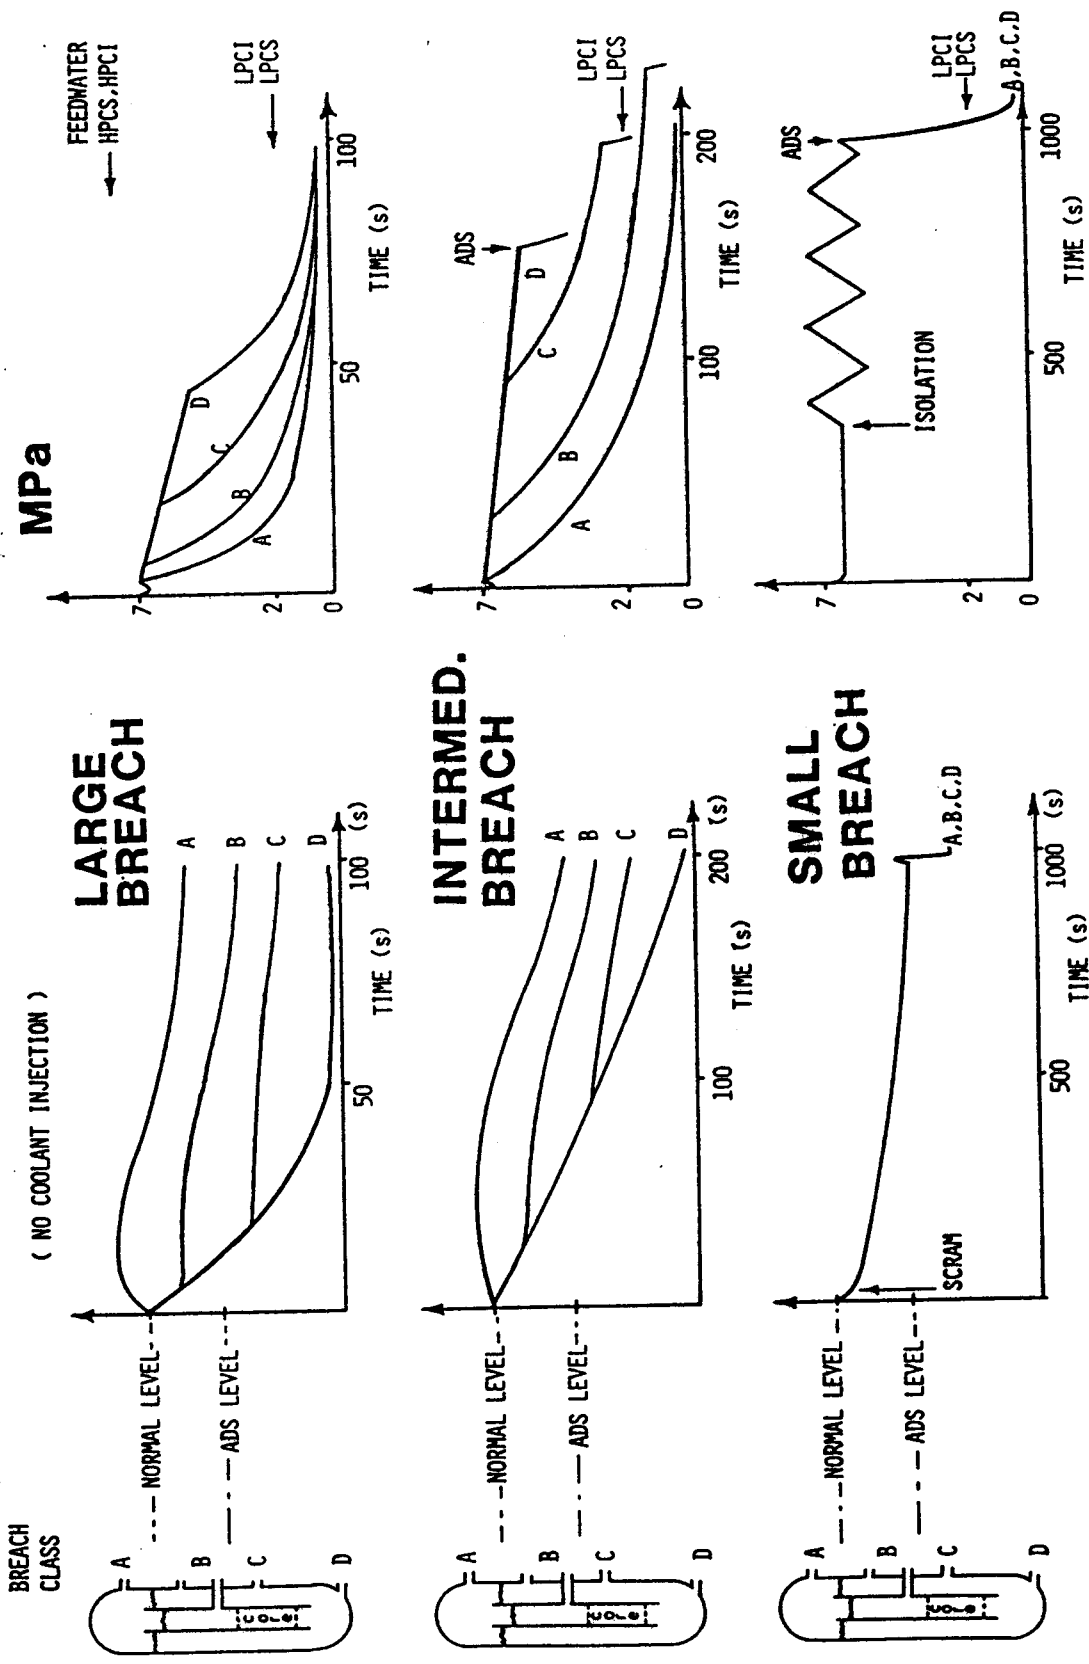 BREACH
CLASS
( NO COOLANT INJECTION )
MPa
LARGE
BREACH
A
B
C
D
core
NORMAL LEVEL
ADS LEVEL
A
B
C
D
50
100
(s)
TIME (s)
7
2
0
A
B
C
D
50
100
TIME (s)
FEEDWATER
HPCS,HPCI
LPCI
LPCS
INTERMED.
BREACH
A
B
C
D
core
NORMAL LEVEL
ADS LEVEL
A
B
C
D
100
200
(s)
TIME (s)
7
2
0
A
B
C
D
ADS
100
200
TIME (s)
LPCI
LPCS
SMALL
BREACH
A
B
C
D
core
NORMAL LEVEL
ADS LEVEL
SCRAM
A,B,C,D
500
1000
(s)
TIME (s)
7
2
0
ISOLATION
ADS
500
1000
TIME (s)
LPCI
LPCS
A,B,C,D